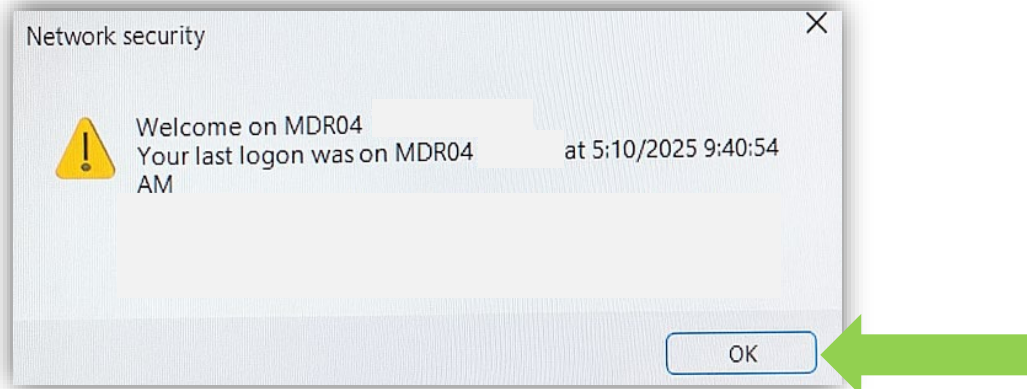 Network security
Welcome on MDR04
Your last logon was on MDR04 at 5:10/2025 9:40:54
AM
OK